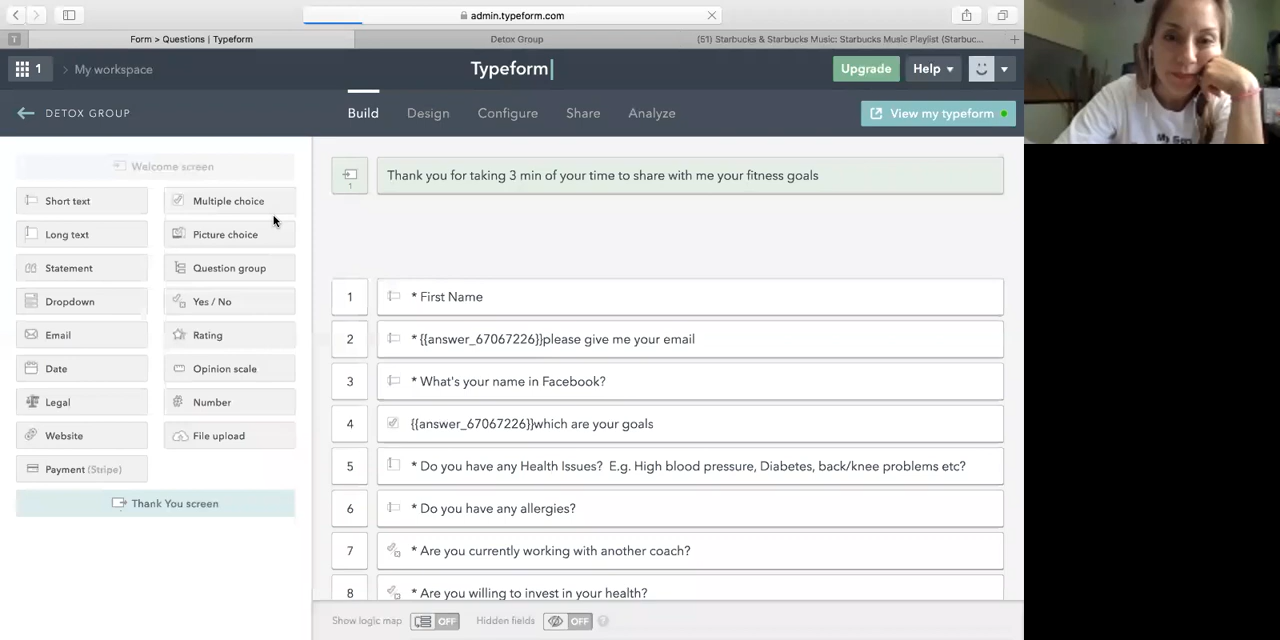 admin.typeform.com
Form > Questions | Typeform
Detox Group
(51) Starbucks & Starbucks Music: Starbucks Music Playlist (Starbuc...
T
1
My workspace
Typeform
Upgrade
Help
DETOX GROUP
Build
Design
Configure
Share
Analyze
View my typeform
Welcome screen
Short text
Multiple choice
Long text
Picture choice
Statement
Question group
Dropdown
Yes / No
Email
Rating
Date
Opinion scale
Legal
Number
Website
File upload
Payment (Stripe)
Thank You screen
1
Thank you for taking 3 min of your time to share with me your fitness goals
1 * First Name
2 * {{answer_67067226}}please give me your email
3 * What's your name in Facebook?
4 {{answer_67067226}}which are your goals
5 * Do you have any Health Issues? E.g. High blood pressure, Diabetes, back/knee problems etc?
6 * Do you have any allergies?
7 * Are you currently working with another coach?
8 * Are you willing to invest in your health?
Show logic map OFF Hidden fields OFF ?